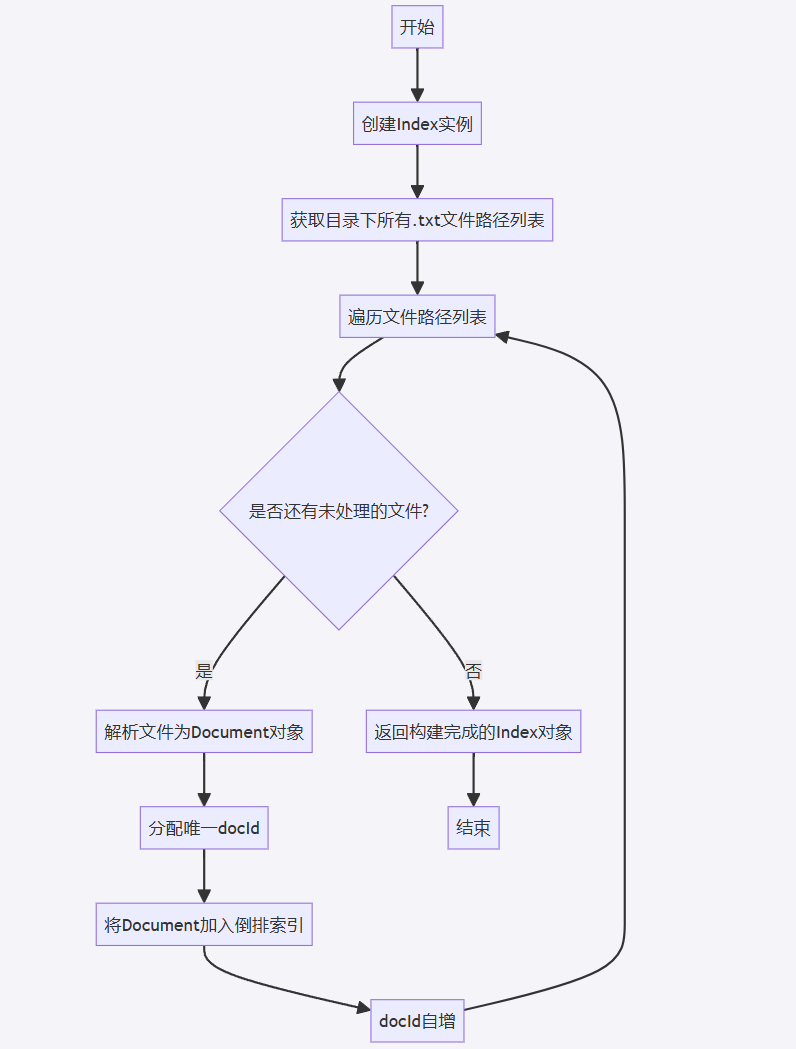 开始
创建Index实例
获取目录下所有.txt文件路径列表
遍历文件路径列表
是否还有未处理的文件?
是
否
解析文件为Document对象
返回构建完成的Index对象
分配唯一docId
结束
将Document加入倒排索引
docId自增